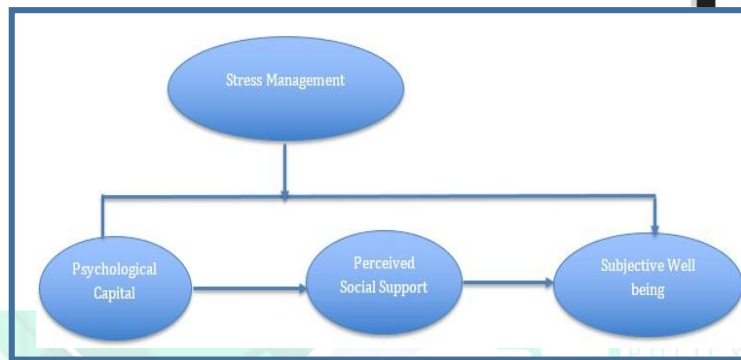 Stress Management
Psychological
Capital
Perceived
Social Support
Subjective Well
being